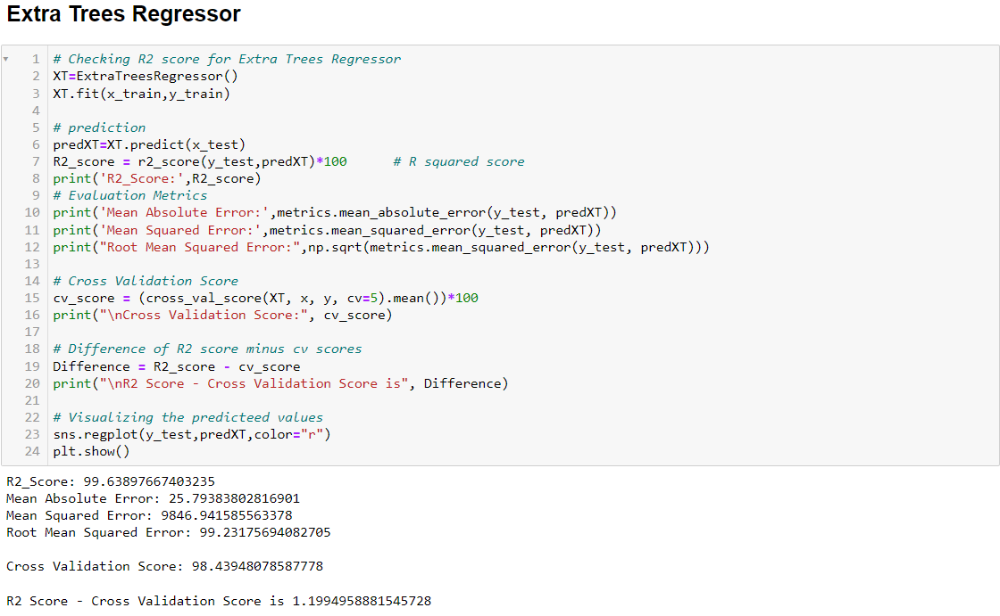 Extra Trees Regressor
1 # Checking R2 score for Extra Trees Regressor
2 XT=ExtraTreesRegressor()
3 XT.fit(x_train,y_train)
4
5 # prediction
6 predXT=XT.predict(x_test)
7 R2_score = r2_score(y_test,predXT)*100      # R squared score
8 print('R2_Score:',R2_score)
9 # Evaluation Metrics
10 print('Mean Absolute Error:',metrics.mean_absolute_error(y_test, predXT))
11 print('Mean Squared Error:',metrics.mean_squared_error(y_test, predXT))
12 print("Root Mean Squared Error:",np.sqrt(metrics.mean_squared_error(y_test, predXT)))
13
14 # Cross Validation Score
15 cv_score = (cross_val_score(XT, x, y, cv=5).mean())*100
16 print("\nCross Validation Score:", cv_score)
17
18 # Difference of R2 score minus cv scores
19 Difference = R2_score - cv_score
20 print("\nR2 Score - Cross Validation Score is", Difference)
21
22 # Visualizing the predicteed values
23 sns.regplot(y_test,predXT,color="r")
24 plt.show()
R2_Score: 99.63897667403235
Mean Absolute Error: 25.79383802816901
Mean Squared Error: 9846.941585563378
Root Mean Squared Error: 99.23175694082705
Cross Validation Score: 98.43948078587778
R2 Score - Cross Validation Score is 1.1994958881545728